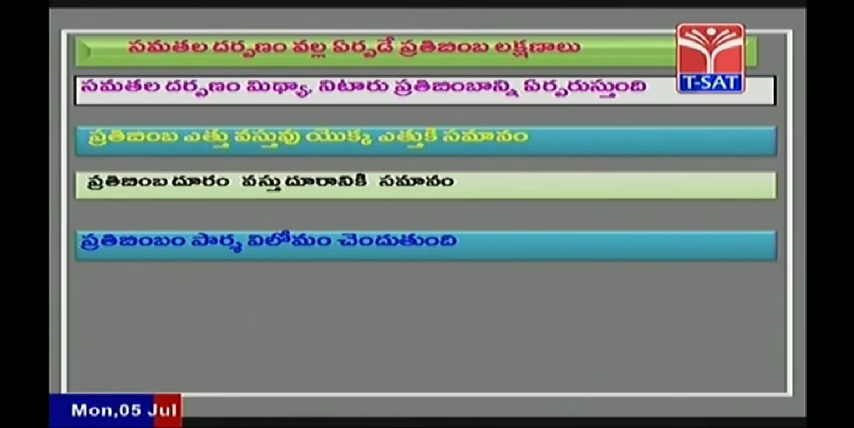 సమతల దర్పణం వల్ల ఏర్పడే ప్రతిబింబ లక్షణాలు
T-SAT
సమతల దర్పణం మిథ్యా, నిటారు ప్రతిబింబాన్ని ఏర్పరుస్తుంది
ప్రతిబింబ ఎత్తు వస్తువు యొక్క ఎత్తుకి సమానం
ప్రతిబింబ దూరం వస్తు దూరానికి సమానం
ప్రతిబింబం పార్శ్వ విలోమం చెందుతుంది
Mon,05 Jul